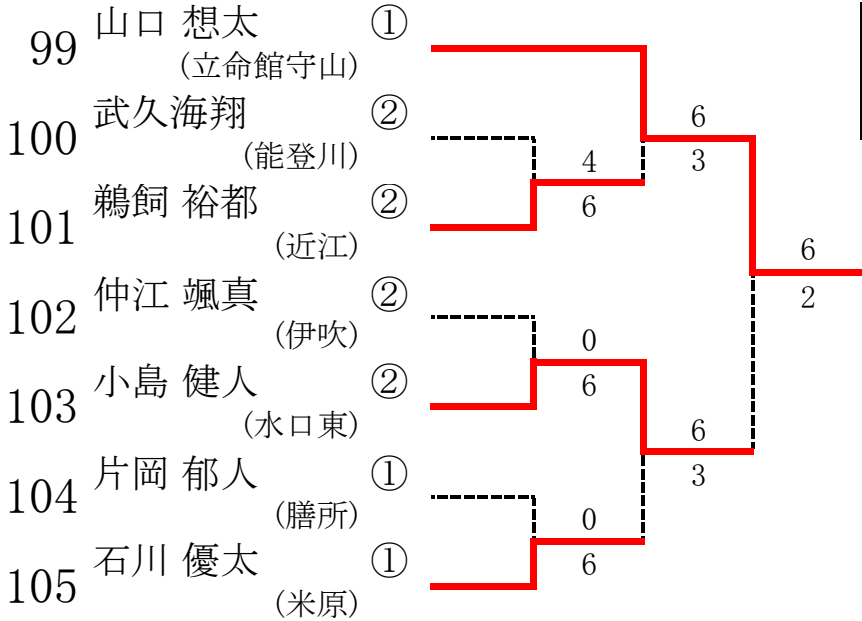 99 山口 想太 ①
(立命館守山)
100 武久海翔 ②
(能登川)
101 鵜飼 裕都 ②
(近江)
102 仲江 颯真 ②
(伊吹)
103 小島 健人 ②
(水口東)
104 片岡 郁人 ①
(膳所)
105 石川 優太 ①
(米原)
4
6
0
6
0
6
6
3
6
3
6
2